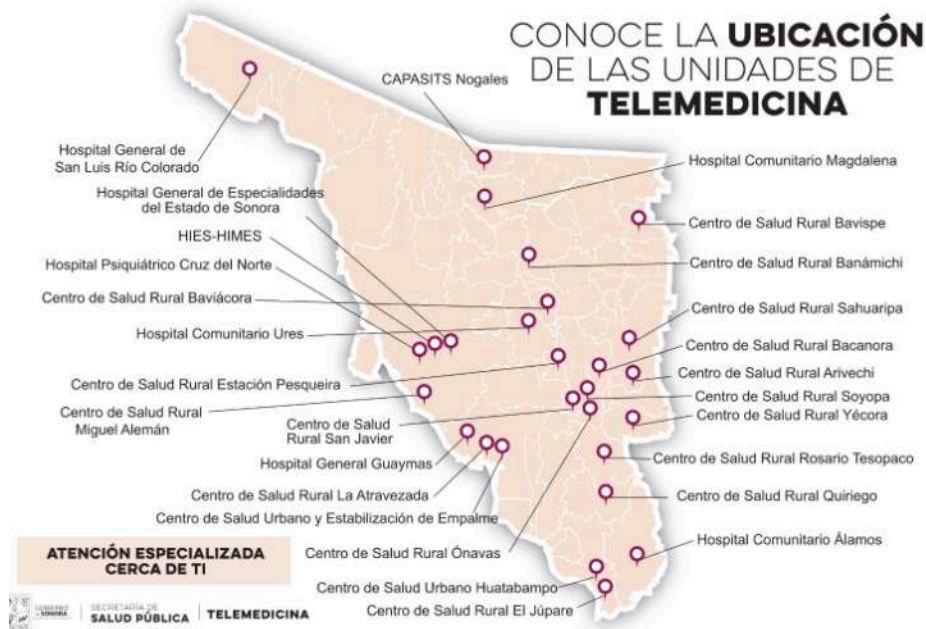 CONOCE LA UBICACIÓN
DE LAS UNIDADES DE
TELEMEDICINA
CAPASITS Nogales
Hospital General de
San Luis Río Colorado
Hospital General de Especialidades
del Estado de Sonora
HIES-HIMES
Hospital Psiquiátrico Cruz del Norte
Centro de Salud Rural Baviácora
Hospital Comunitario Ures
Centro de Salud Rural Estación Pesqueira
Centro de Salud Rural
Miguel Alemán
Centro de Salud
Rural San Javier
Hospital General Guaymas
Centro de Salud Rural La Atravezada
Centro de Salud Urbano y Estabilización de Empalme
Centro de Salud Rural Ónavas
Centro de Salud Urbano Huatabampo
Centro de Salud Rural El Júpare
Hospital Comunitario Magdalena
Centro de Salud Rural Bavispe
Centro de Salud Rural Banámichi
Centro de Salud Rural Sahuaripa
Centro de Salud Rural Bacanora
Centro de Salud Rural Arivechi
Centro de Salud Rural Soyopa
Centro de Salud Rural Yécora
Centro de Salud Rural Rosario Tesopaco
Centro de Salud Rural Quiriego
Hospital Comunitario Álamos
ATENCIÓN ESPECIALIZADA
CERCA DE TI
GOBIERNO
DE SONORA
SECRETARÍA DE
SALUD PÚBLICA
TELEMEDICINA